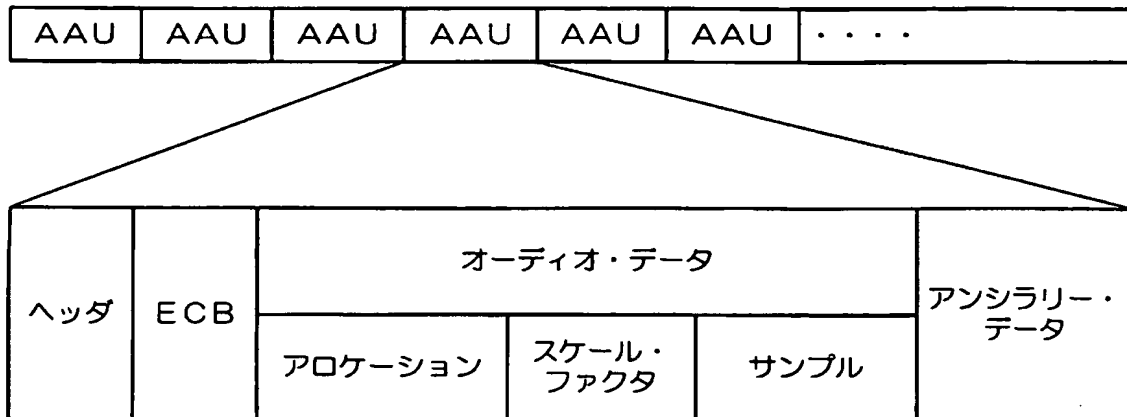 AAU AAU AAU AAU AAU AAU ・・・・
オーディオ・データ
ヘッダ ECB アンシラリー・
データ
アロケーション スケール・
ファクタ サンプル